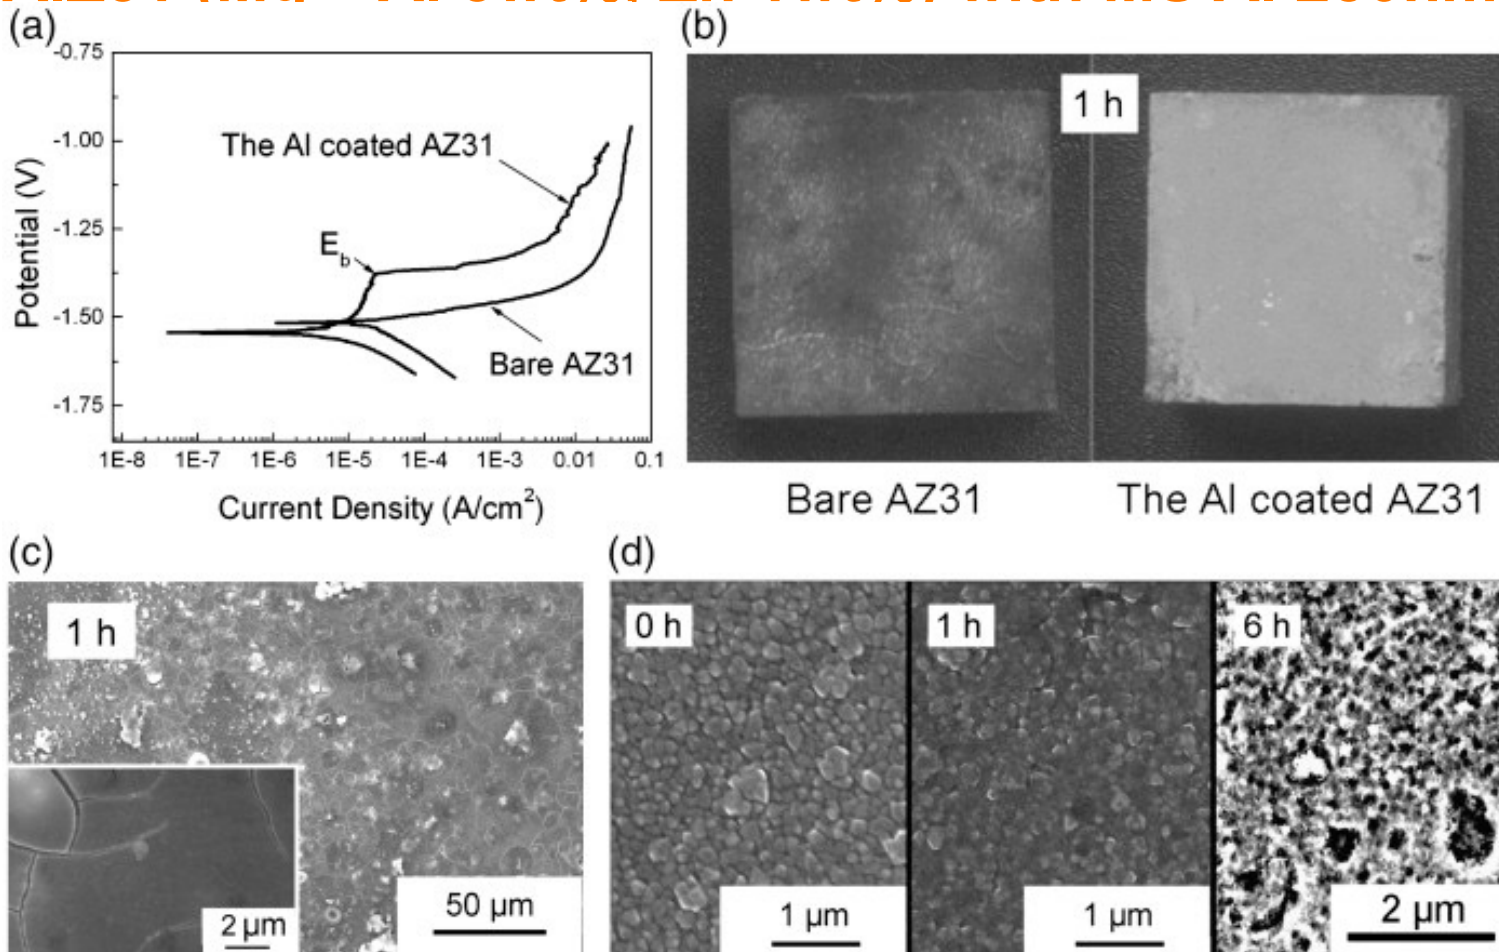 (a)
-0.75
-1.00
-1.25
-1.50
-1.75
Potential (V)
The Al coated AZ31
E_b
Bare AZ31
1E-8 1E-7 1E-6 1E-5 1E-4 1E-3 0.01 0.1
Current Density (A/cm²)
(b)
1 h
Bare AZ31 The Al coated AZ31
(c)
1 h
2 μm
50 μm
(d)
0 h 1 h 6 h
1 μm 1 μm 2 μm